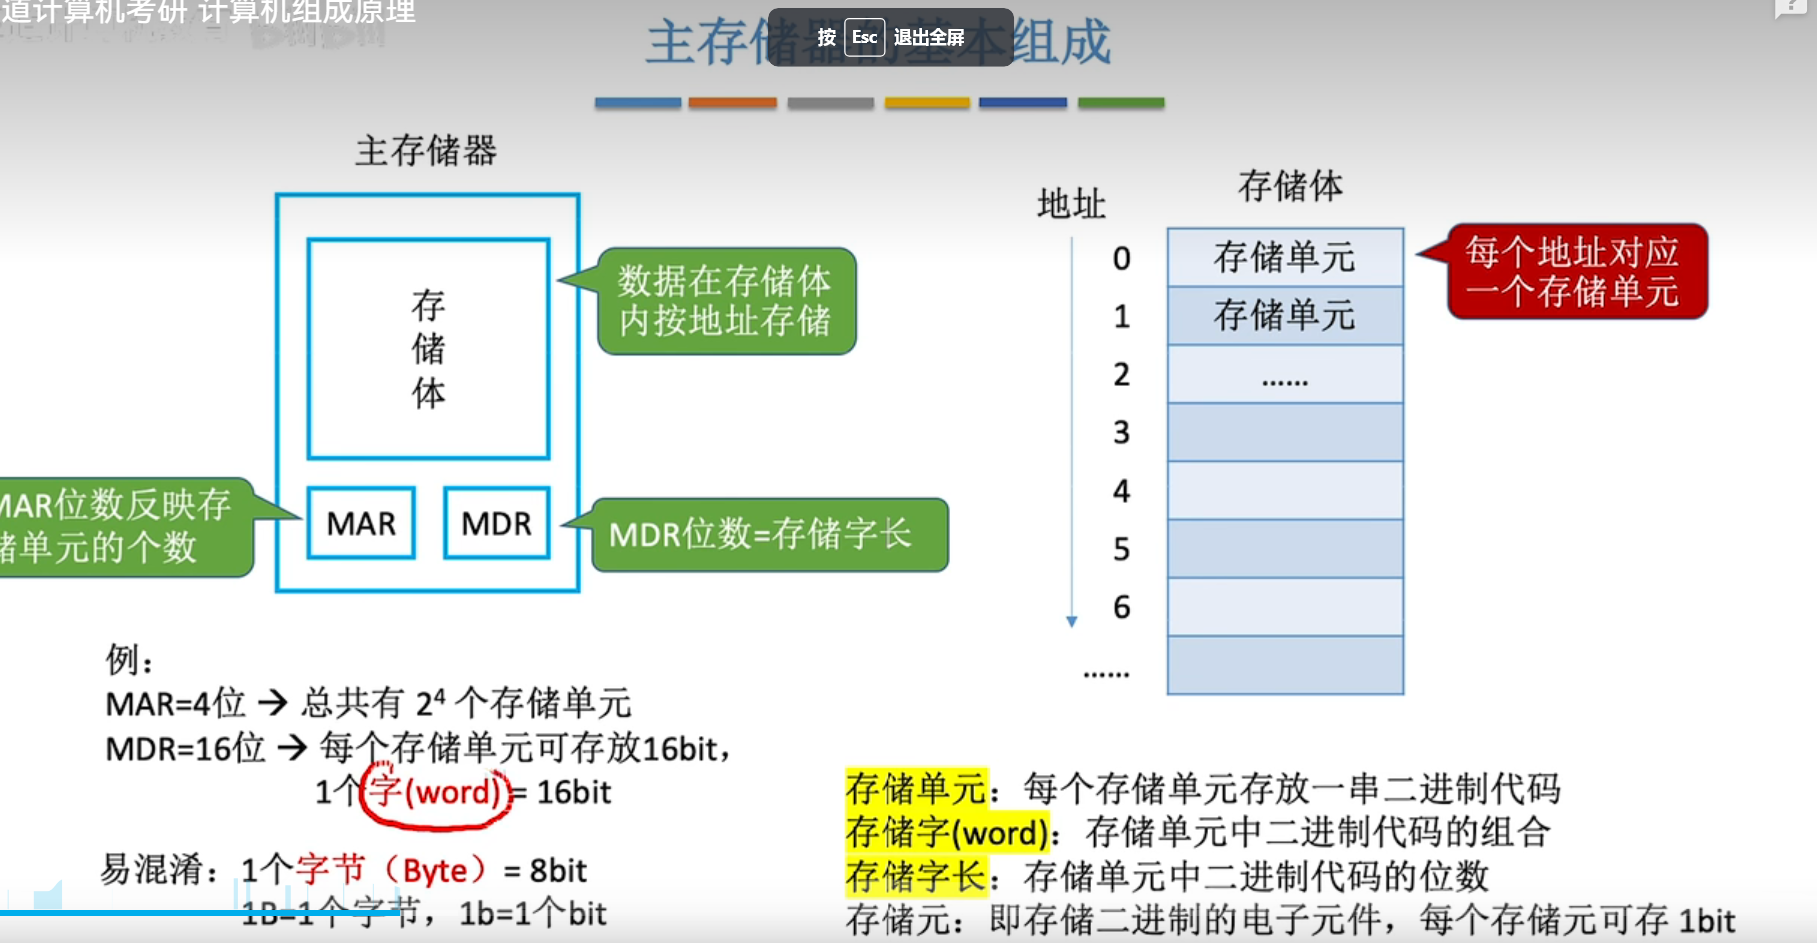 道计算机考研 计算机组成原理
按 Esc 退出全屏
主存储器的基本组成
主存储器
存
储
体
数据在存储体
内按地址存储
MAR位数反映存
储单元的个数
MAR
MDR
MDR位数=存储字长
地址
存储体
0
存储单元
每个地址对应
一个存储单元
1
存储单元
2
......
3
4
5
6
......
例：
MAR=4位 → 总共有 2⁴ 个存储单元
MDR=16位 → 每个存储单元可存放16bit，
1个字(word) = 16bit
易混淆：1个字节（Byte）= 8bit
1B=1个字节，1b=1个bit
存储单元：每个存储单元存放一串二进制代码
存储字(word)：存储单元中二进制代码的组合
存储字长：存储单元中二进制代码的位数
存储元：即存储二进制的电子元件，每个存储元可存 1bit